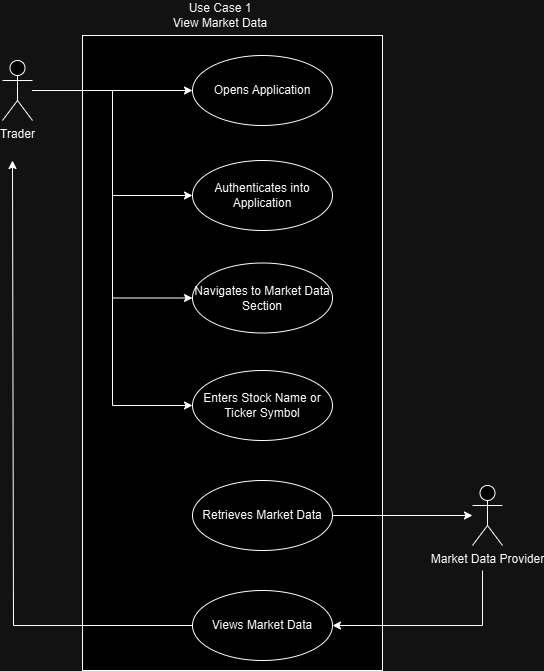 Use Case 1
View Market Data
Opens Application
Trader
Authenticates into
Application
Navigates to Market Data
Section
Enters Stock Name or
Ticker Symbol
Retrieves Market Data
Market Data Provider
Views Market Data